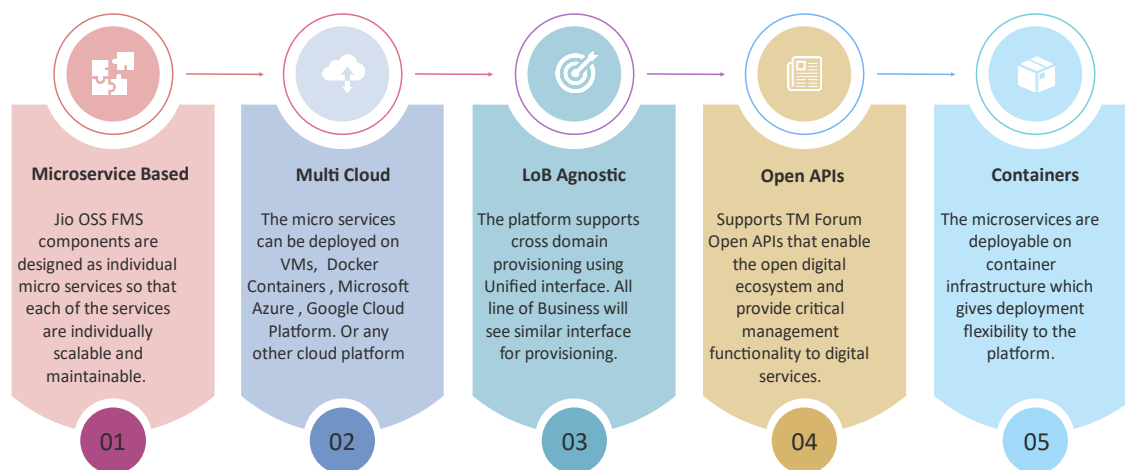 Microservice Based
Jio OSS FMS
components are
designed as individual
micro services so that
each of the services
are individually
scalable and
maintainable.
01
Multi Cloud
The micro services
can be deployed on
VMs, Docker
Containers , Microsoft
Azure , Google Cloud
Platform. Or any
other cloud platform
02
LoB Agnostic
The platform supports
cross domain
provisioning using
Unified interface. All
line of Business will
see similar interface
for provisioning.
03
Open APIs
Supports TM Forum
Open APIs that enable
the open digital
ecosystem and
provide critical
management
functionality to digital
services.
04
Containers
The microservices are
deployable on
container
infrastructure which
gives deployment
flexibility to the
platform.
05